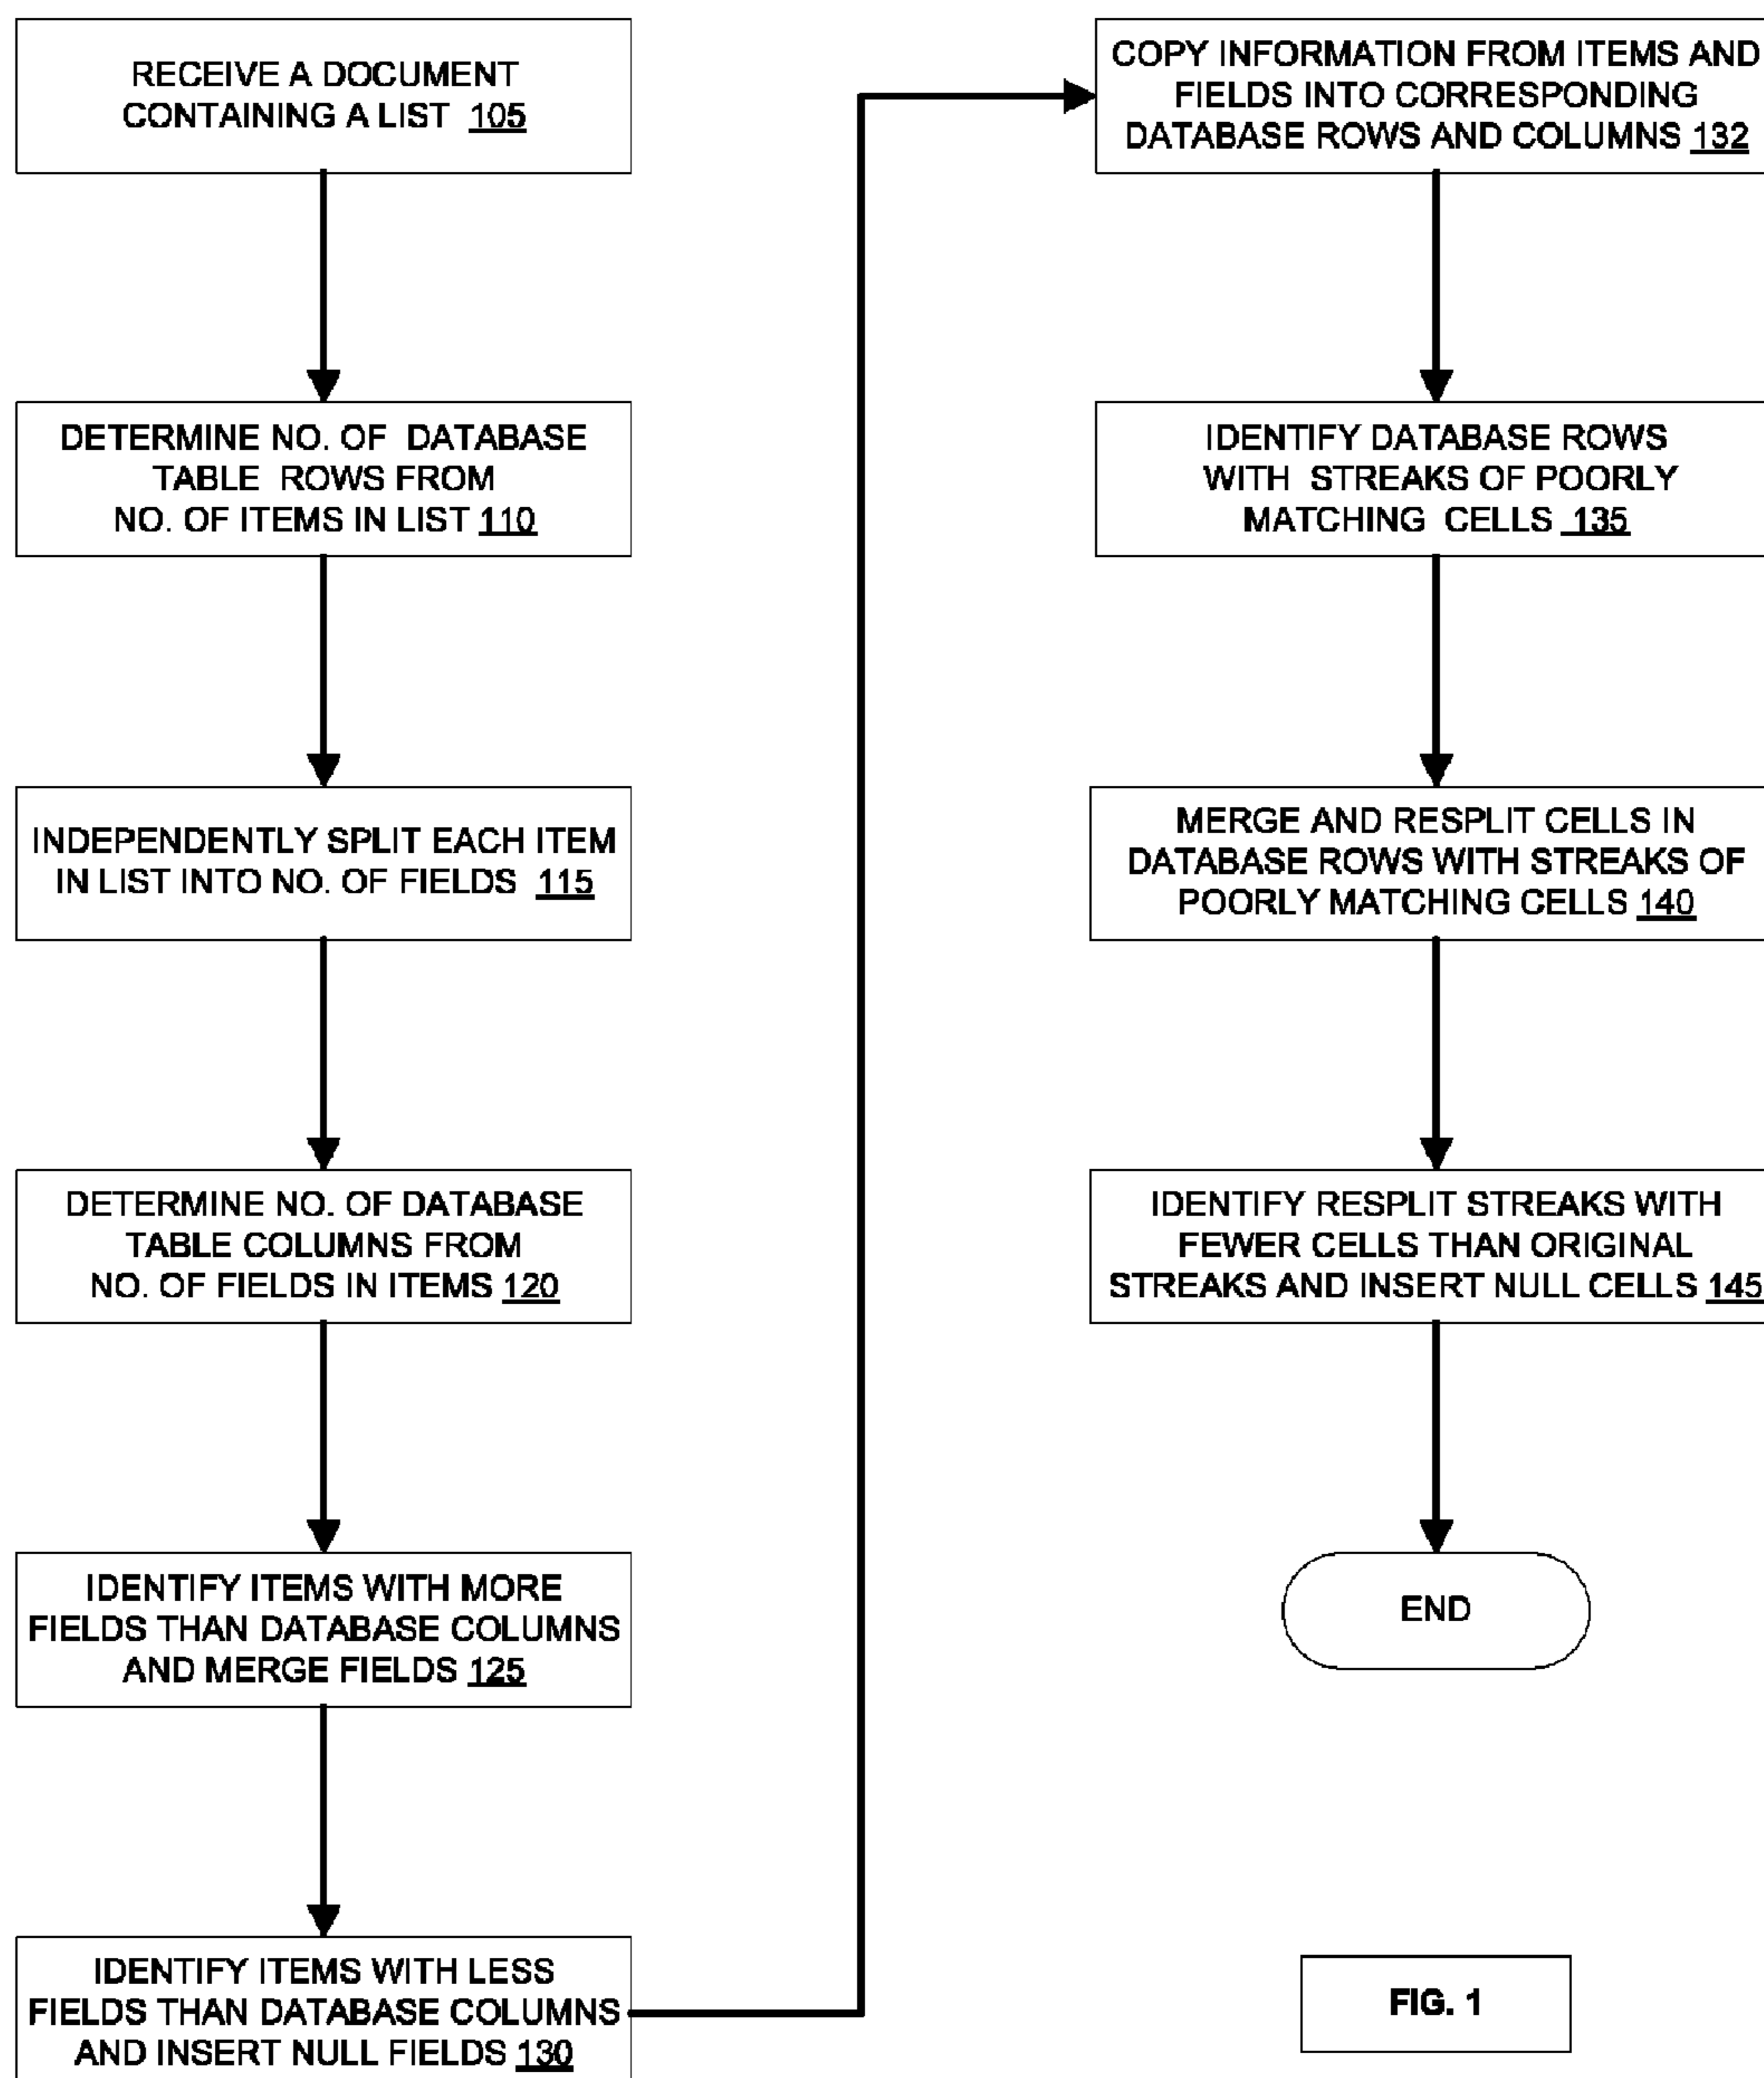 RECEIVE A DOCUMENT
CONTAINING A LIST 105
DETERMINE NO. OF DATABASE
TABLE ROWS FROM
NO. OF ITEMS IN LIST 110
INDEPENDENTLY SPLIT EACH ITEM
IN LIST INTO NO. OF FIELDS 115
DETERMINE NO. OF DATABASE
TABLE COLUMNS FROM
NO. OF FIELDS IN ITEMS 120
IDENTIFY ITEMS WITH MORE
FIELDS THAN DATABASE COLUMNS
AND MERGE FIELDS 125
IDENTIFY ITEMS WITH LESS
FIELDS THAN DATABASE COLUMNS
AND INSERT NULL FIELDS 130
COPY INFORMATION FROM ITEMS AND
FIELDS INTO CORRESPONDING
DATABASE ROWS AND COLUMNS 132
IDENTIFY DATABASE ROWS
WITH STREAKS OF POORLY
MATCHING CELLS 135
MERGE AND RESPLIT CELLS IN
DATABASE ROWS WITH STREAKS OF
POORLY MATCHING CELLS 140
IDENTIFY RESPLIT STREAKS WITH
FEWER CELLS THAN ORIGINAL
STREAKS AND INSERT NULL CELLS 145
END
FIG. 1